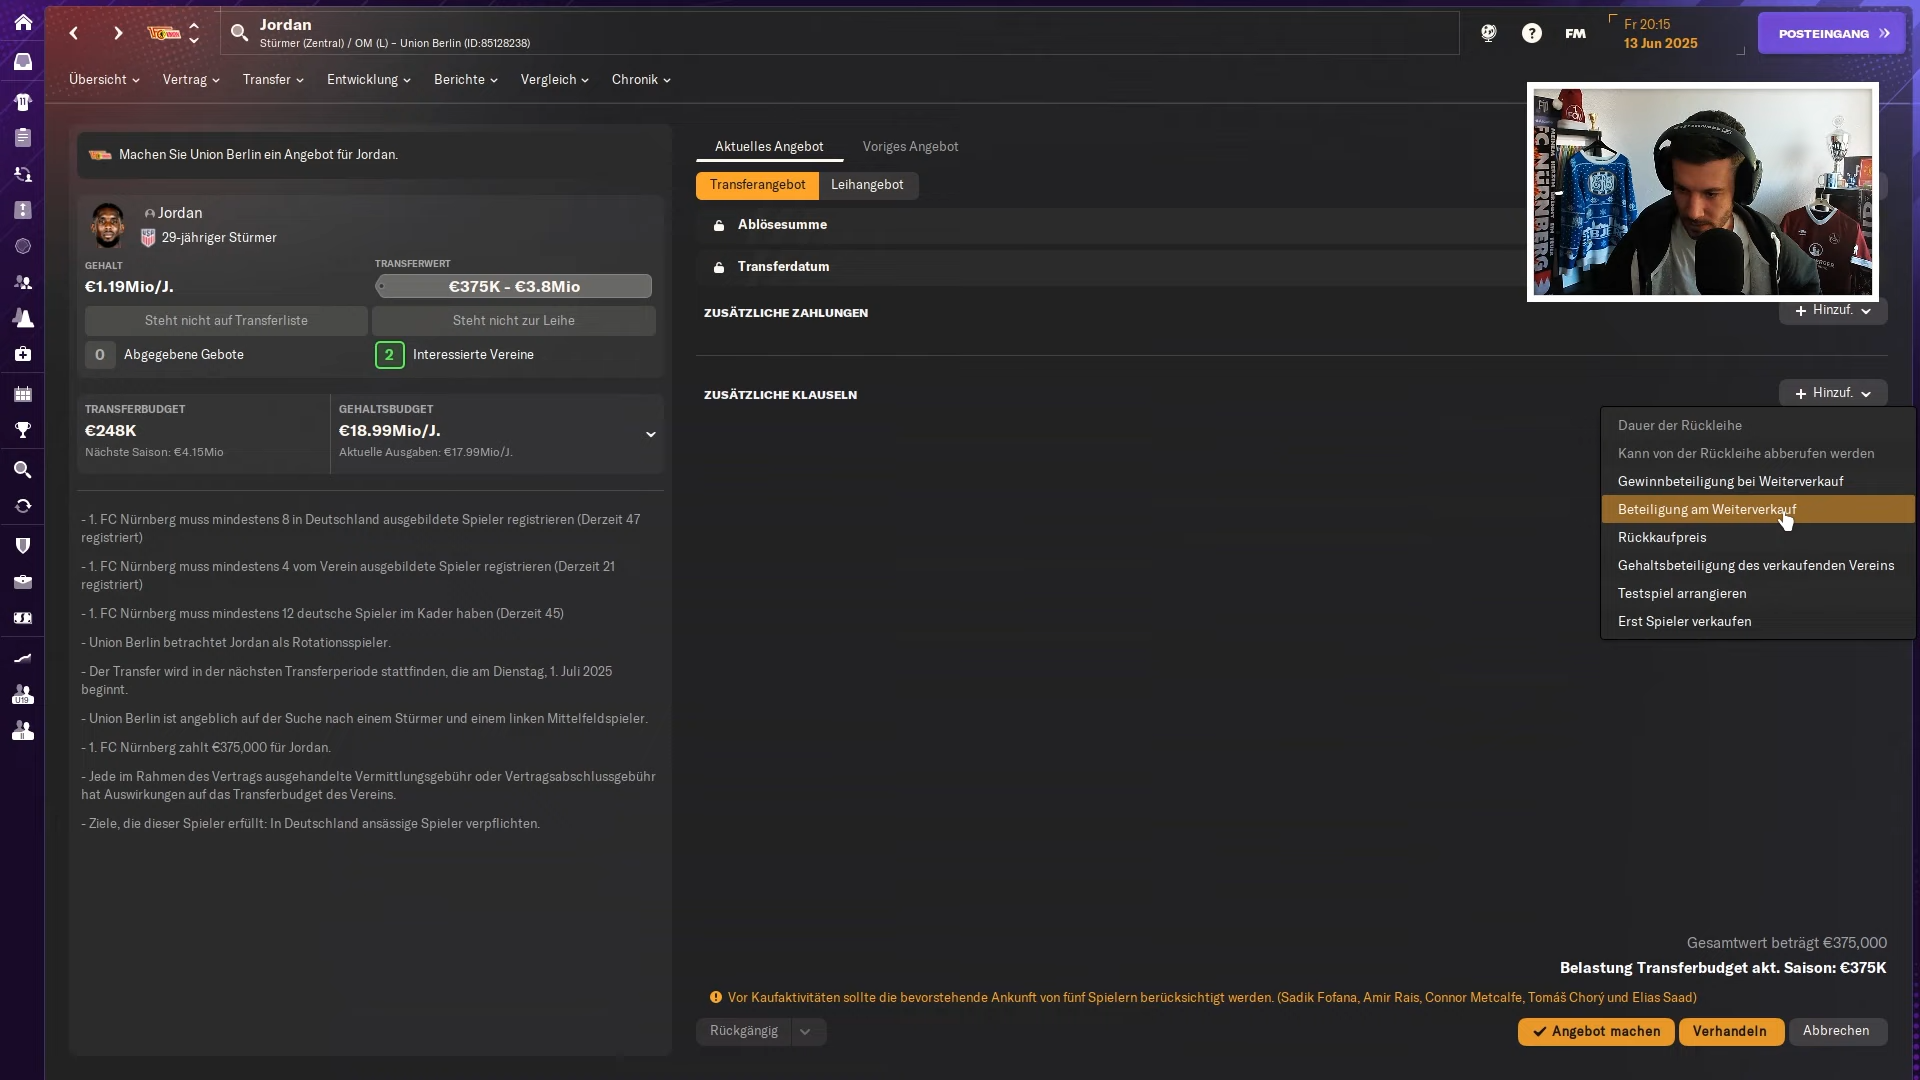 Jordan
Stürmer (Zentral) / OM (L) – Union Berlin (ID:85128238)
FM
Fr 20:15
13 Jun 2025
POSTEINGANG
Übersicht
Vertrag
Transfer
Entwicklung
Berichte
Vergleich
Chronik
Machen Sie Union Berlin ein Angebot für Jordan.
Jordan
29-jähriger Stürmer
GEHALT
€1.19Mio/J.
TRANSFERWERT
€375K - €3.8Mio
Steht nicht auf Transferliste
Steht nicht zur Leihe
0 Abgegebene Gebote
2 Interessierte Vereine
TRANSFERBUDGET
€248K
Nächste Saison: €4.15Mio
GEHALTSBUDGET
€18.99Mio/J.
Aktuelle Ausgaben: €17.99Mio/J.
- 1. FC Nürnberg muss mindestens 8 in Deutschland ausgebildete Spieler registrieren (Derzeit 47
registriert)
- 1. FC Nürnberg muss mindestens 4 vom Verein ausgebildete Spieler registrieren (Derzeit 21
registriert)
- 1. FC Nürnberg muss mindestens 12 deutsche Spieler im Kader haben (Derzeit 45)
- Union Berlin betrachtet Jordan als Rotationsspieler.
- Der Transfer wird in der nächsten Transferperiode stattfinden, die am Dienstag, 1. Juli 2025
beginnt.
- Union Berlin ist angeblich auf der Suche nach einem Stürmer und einem linken Mittelfeldspieler.
- 1. FC Nürnberg zahlt €375,000 für Jordan.
- Jede im Rahmen des Vertrags ausgehandelte Vermittlungsgebühr oder Vertragsabschlussgebühr
hat Auswirkungen auf das Transferbudget des Vereins.
- Ziele, die dieser Spieler erfüllt: In Deutschland ansässige Spieler verpflichten.
Aktuelles Angebot
Voriges Angebot
Transferangebot
Leihangebot
Ablösesumme
Transferdatum
ZUSÄTZLICHE ZAHLUNGEN
+ Hinzuf.
ZUSÄTZLICHE KLAUSELN
+ Hinzuf.
Dauer der Rückleihe
Kann von der Rückleihe abberufen werden
Gewinnbeteiligung bei Weiterverkauf
Beteiligung am Weiterverkauf
Rückkaufpreis
Gehaltsbeteiligung des verkaufenden Vereins
Testspiel arrangieren
Erst Spieler verkaufen
Gesamtwert beträgt €375,000
Belastung Transferbudget akt. Saison: €375K
Vor Kaufaktivitäten sollte die bevorstehende Ankunft von fünf Spielern berücksichtigt werden. (Sadik Fofana, Amir Rais, Connor Metcalfe, Tomáš Chorý und Elias Saad)
Rückgängig
Angebot machen
Verhandeln
Abbrechen
U19
II
11
FC NÜRNBERG